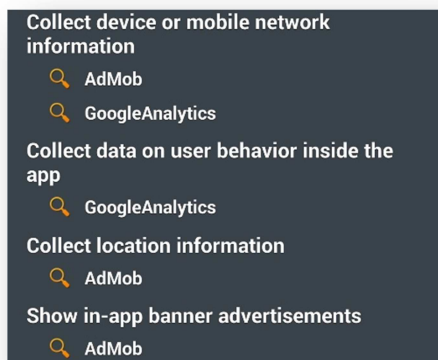 Collect device or mobile network
information
AdMob
GoogleAnalytics
Collect data on user behavior inside the
app
GoogleAnalytics
Collect location information
AdMob
Show in-app banner advertisements
AdMob